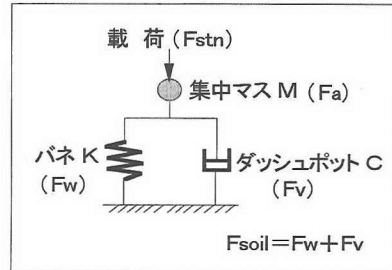 載 荷 (Fstn)
集中マス M (Fa)
バネ K
(Fw)
ダッシュポット C
(Fv)
Fsoil=Fw+Fv